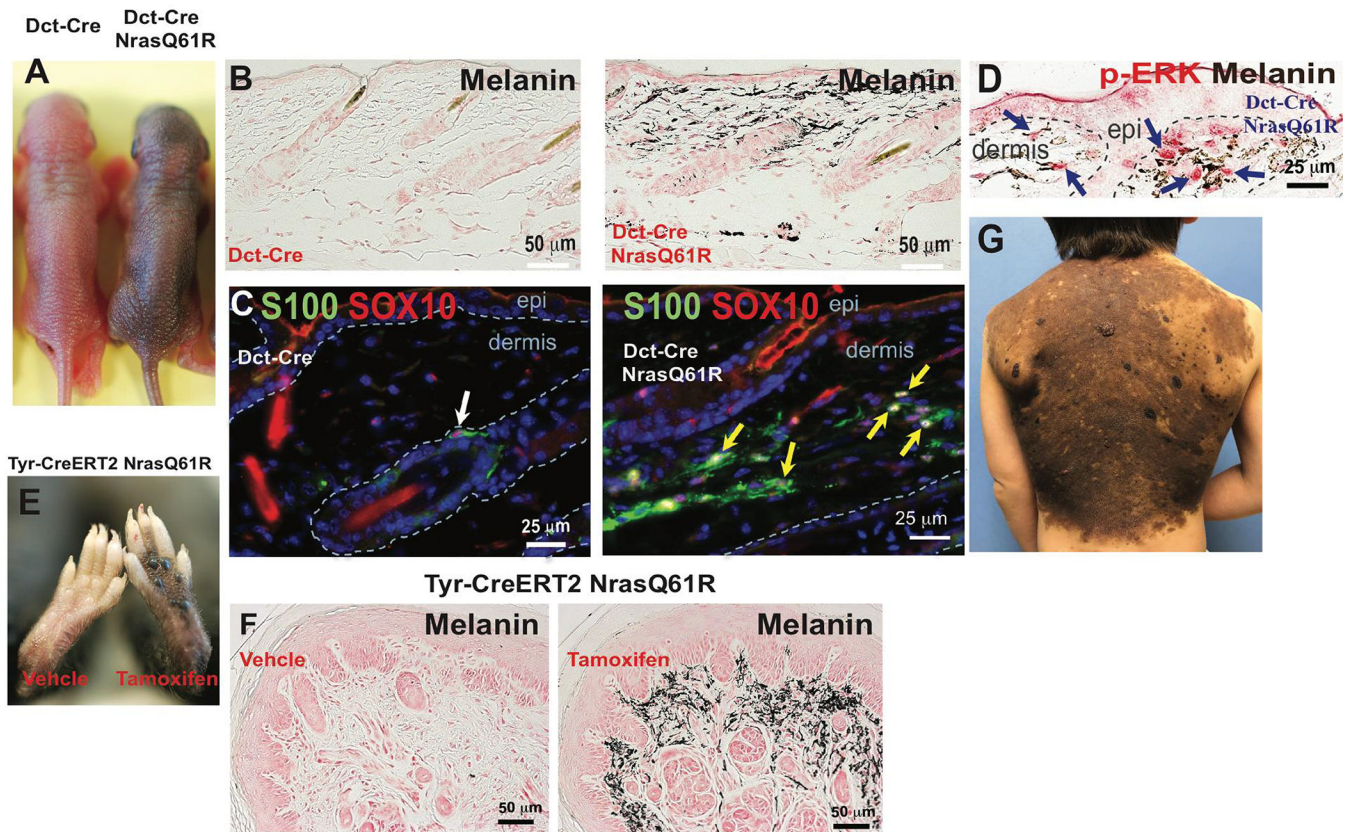 Dct-Cre
Dct-Cre
NrasQ61R
A
B
Melanin
Dct-Cre
50 μm
Melanin
Dct-Cre
NrasQ61R
50 μm
D
p-ERK Melanin
Dct-Cre
NrasQ61R
epi
dermis
25 μm
C
S100 SOX10
epi
dermis
Dct-Cre
25 μm
S100 SOX10
epi
dermis
Dct-Cre
NrasQ61R
25 μm
G
Tyr-CreERT2 NrasQ61R
E
Vehcle
Tamoxifen
Tyr-CreERT2 NrasQ61R
F
Melanin
Vehcle
50 μm
Melanin
Tamoxifen
50 μm